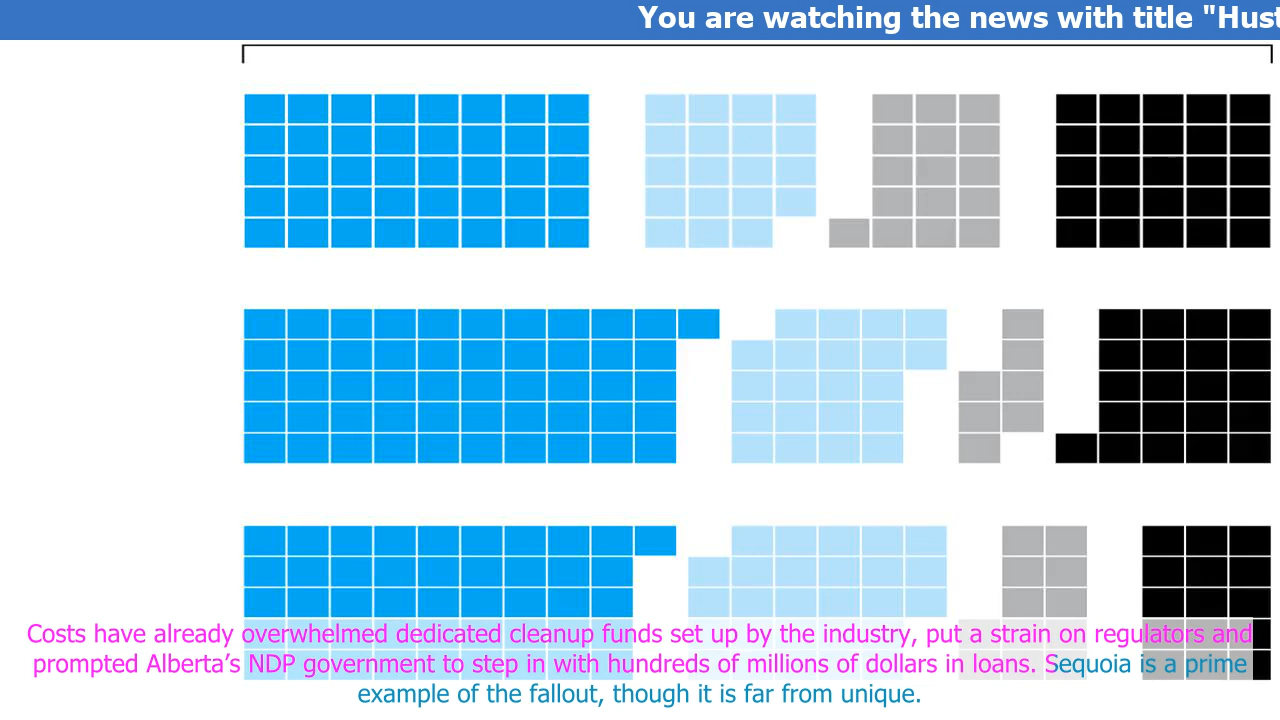 You are watching the news with title "Hust
Costs have already overwhelmed dedicated cleanup funds set up by the industry, put a strain on regulators and
prompted Alberta’s NDP government to step in with hundreds of millions of dollars in loans. Sequoia is a prime
example of the fallout, though it is far from unique.